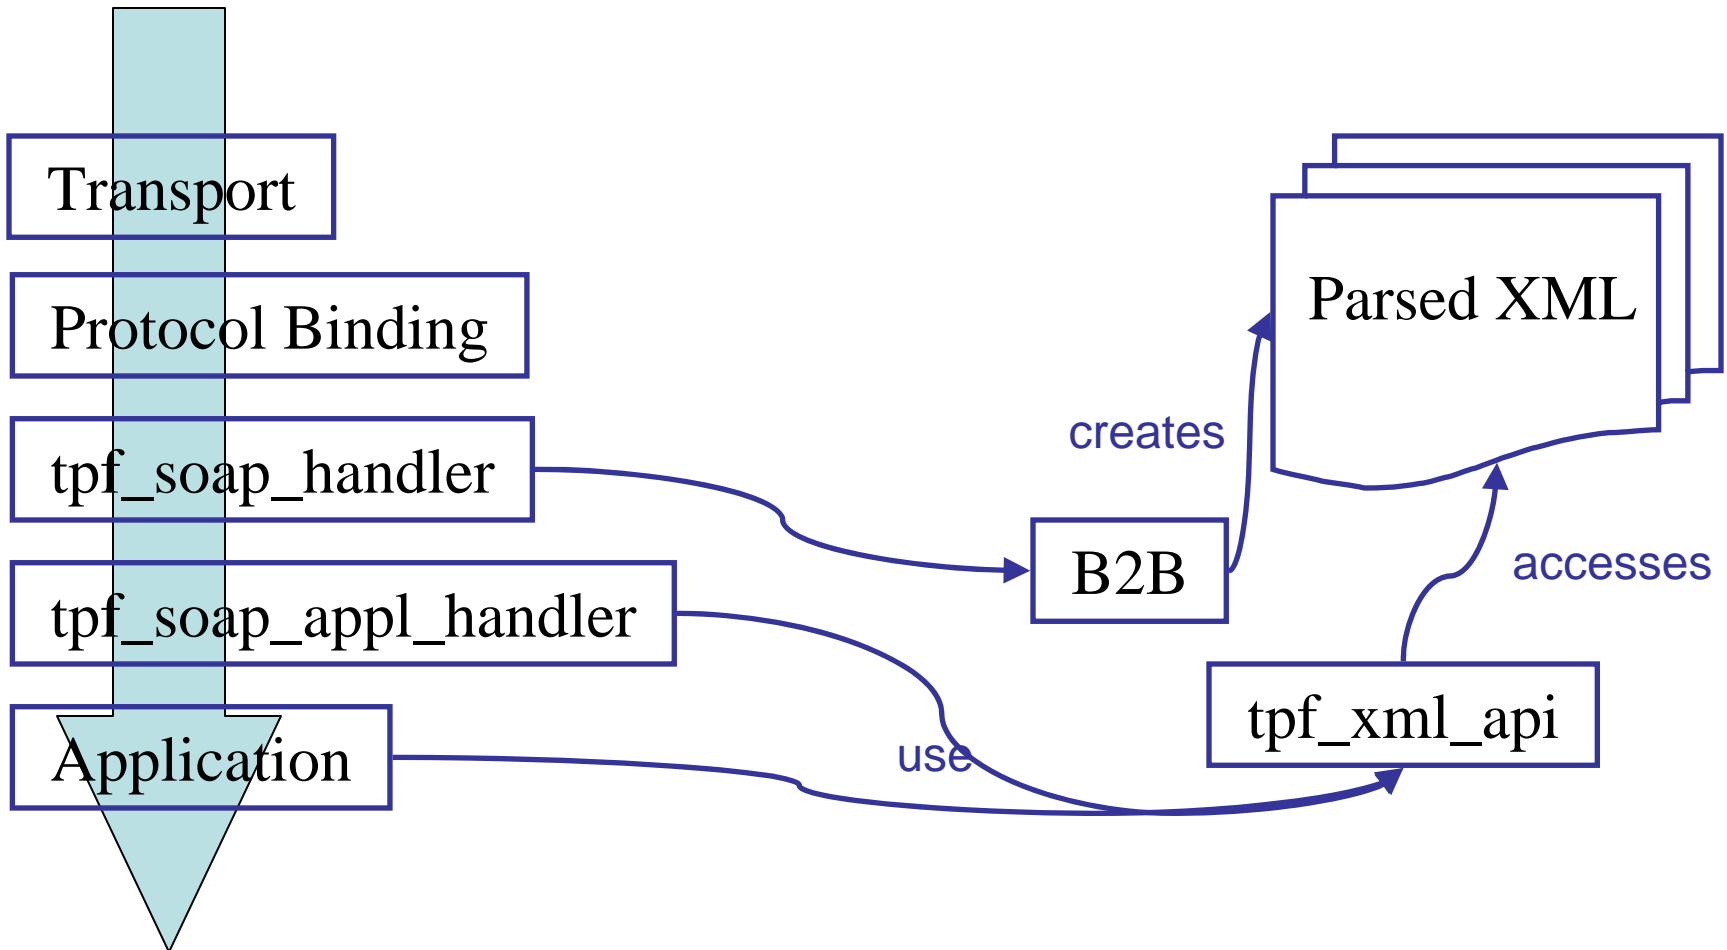 Transport
Protocol Binding
tpf_soap_handler
tpf_soap_appl_handler
Application
use
creates
B2B
Parsed XML
accesses
tpf_xml_api